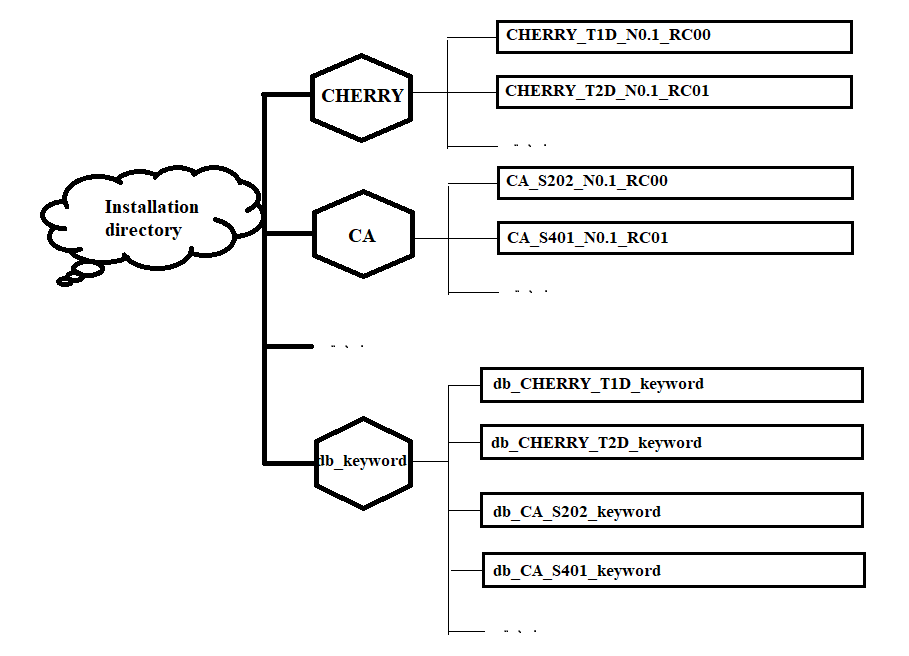 CHERRY_T1D_N0.1_RC00
CHERRY
CHERRY_T2D_N0.1_RC01
Installation
directory
CA_S202_N0.1_RC00
CA
CA_S401_N0.1_RC01
db_CHERRY_T1D_keyword
db_CHERRY_T2D_keyword
db_keyword
db_CA_S202_keyword
db_CA_S401_keyword